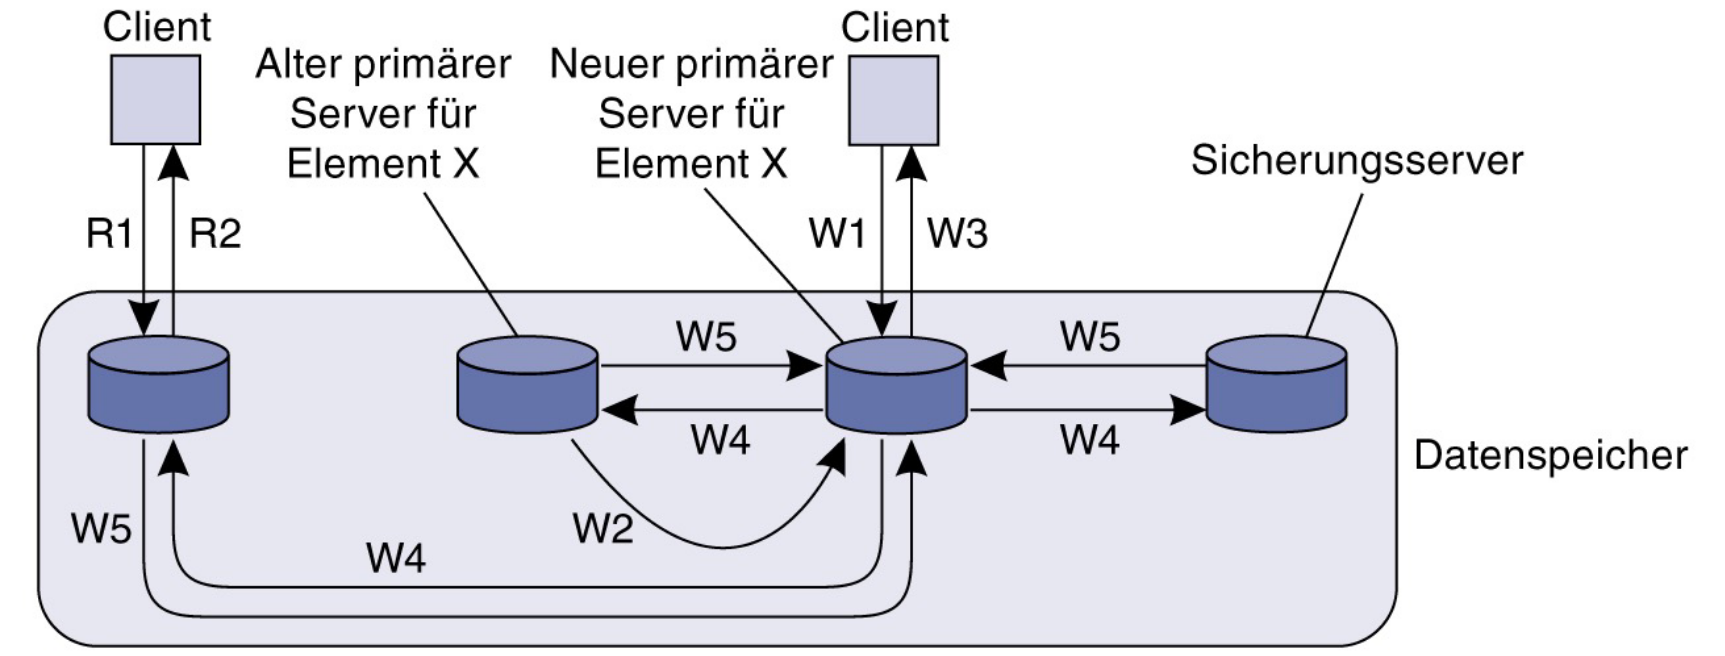 Client
Alter primärer
Server für
Element X
Neuer primärer
Server für
Element X
Client
Sicherungsserver
R1
R2
W1
W3
W5
W5
W4
W4
Datenspeicher
W5
W2
W4